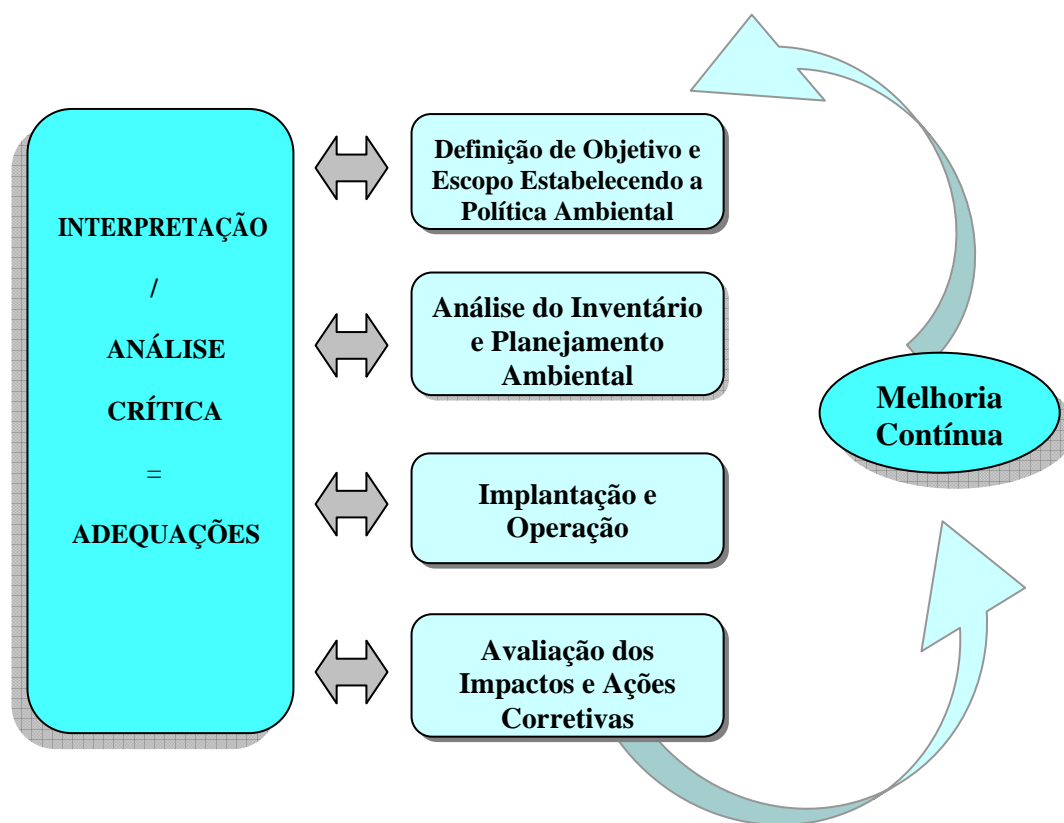 INTERPRETAÇÃO
/
ANÁLISE
CRÍTICA
=
ADEQUAÇÕES
Definição de Objetivo e
Escopo Estabelecendo a
Política Ambiental
Análise do Inventário
e Planejamento
Ambiental
Implantação e
Operação
Avaliação dos
Impactos e Ações
Corretivas
Melhoria
Contínua